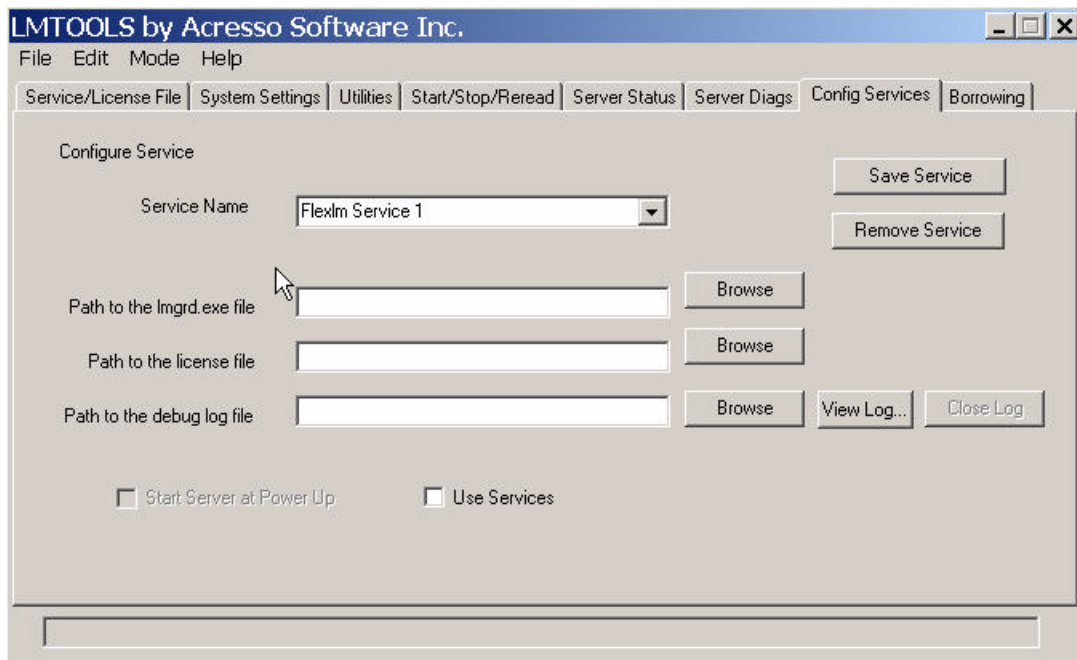 LMTOOLS by Acresso Software Inc.
File Edit Mode Help
Service/License File System Settings Utilities Start/Stop/Reread Server Status Server Diags Config Services Borrowing
Configure Service
Save Service
Service Name Flexlm Service 1
Remove Service
Path to the lmgrd.exe file Browse
Path to the license file Browse
Path to the debug log file Browse View Log... Close Log
Start Server at Power Up Use Services